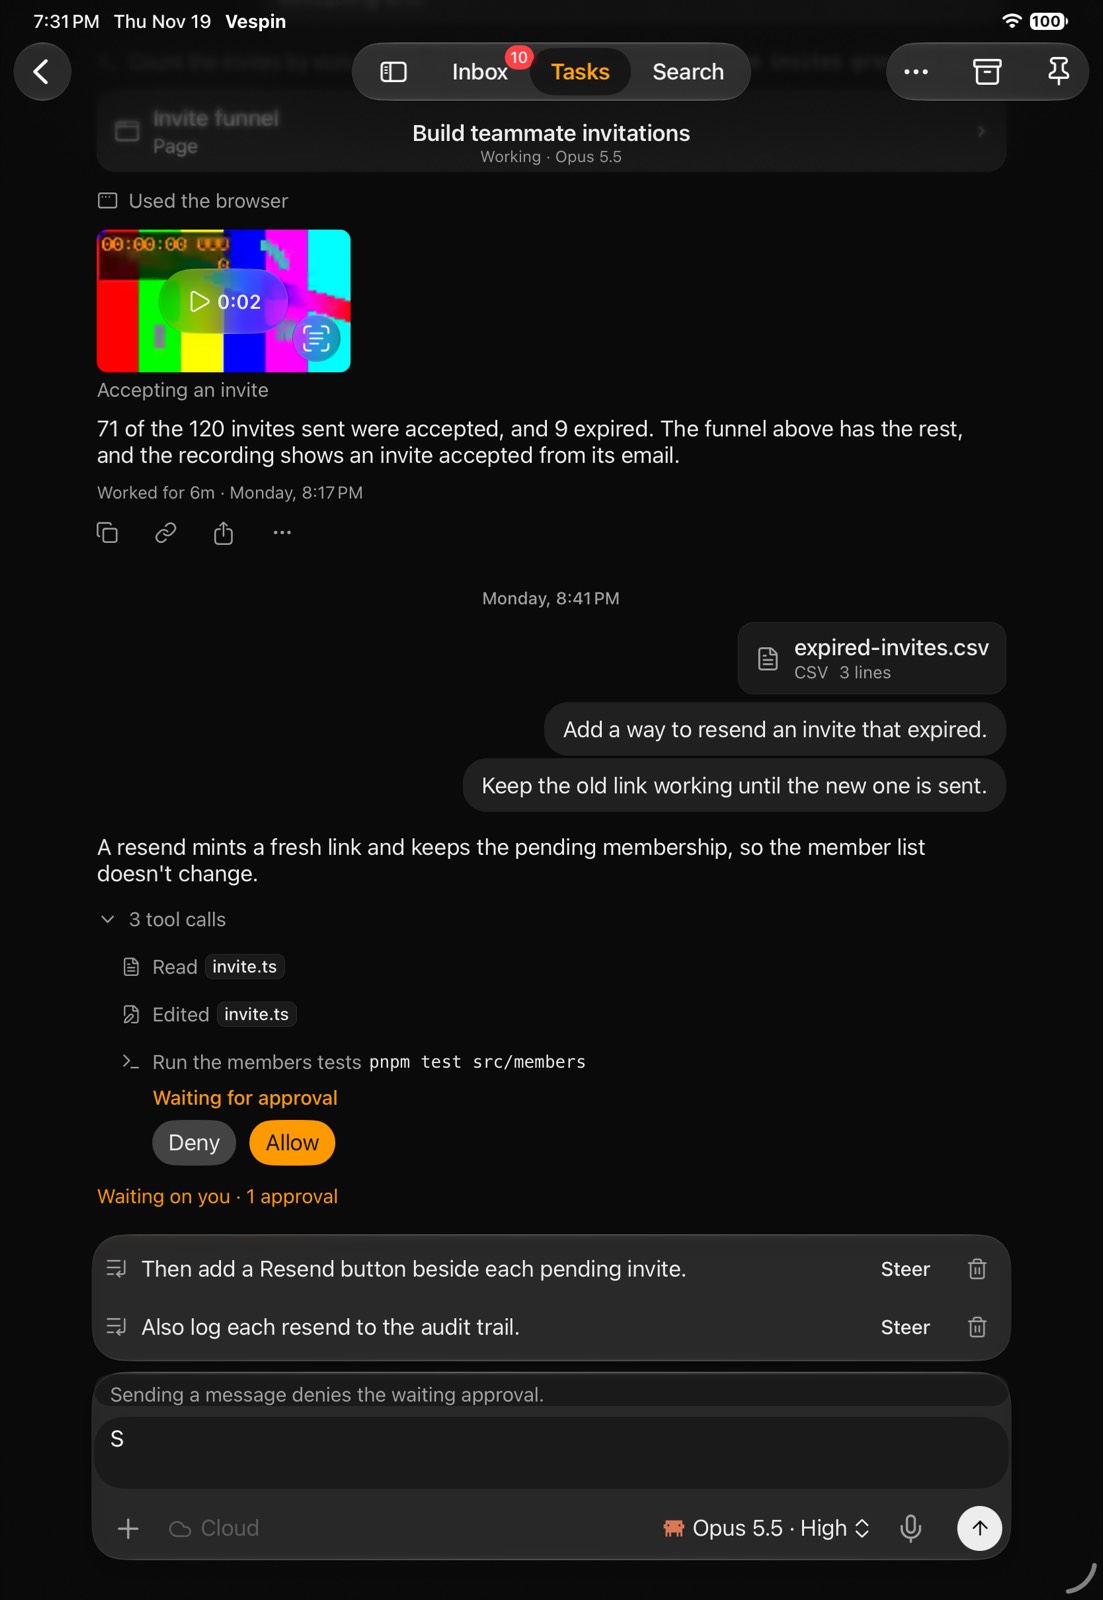 7:31 PM Thu Nov 19 Vespin
100
Inbox
10
Tasks
Search
Invite funnel
Page
Build teammate invitations
Working · Opus 5.5
Used the browser
00:00:00
0:02
Accepting an invite
71 of the 120 invites sent were accepted, and 9 expired. The funnel above has the rest,
and the recording shows an invite accepted from its email.
Worked for 6m · Monday, 8:17 PM
Monday, 8:41 PM
expired-invites.csv
CSV 3 lines
Add a way to resend an invite that expired.
Keep the old link working until the new one is sent.
A resend mints a fresh link and keeps the pending membership, so the member list
doesn't change.
3 tool calls
Read invite.ts
Edited invite.ts
Run the members tests pnpm test src/members
Waiting for approval
Deny
Allow
Waiting on you · 1 approval
Then add a Resend button beside each pending invite.
Steer
Also log each resend to the audit trail.
Steer
Sending a message denies the waiting approval.
S
Cloud
Opus 5.5 · High